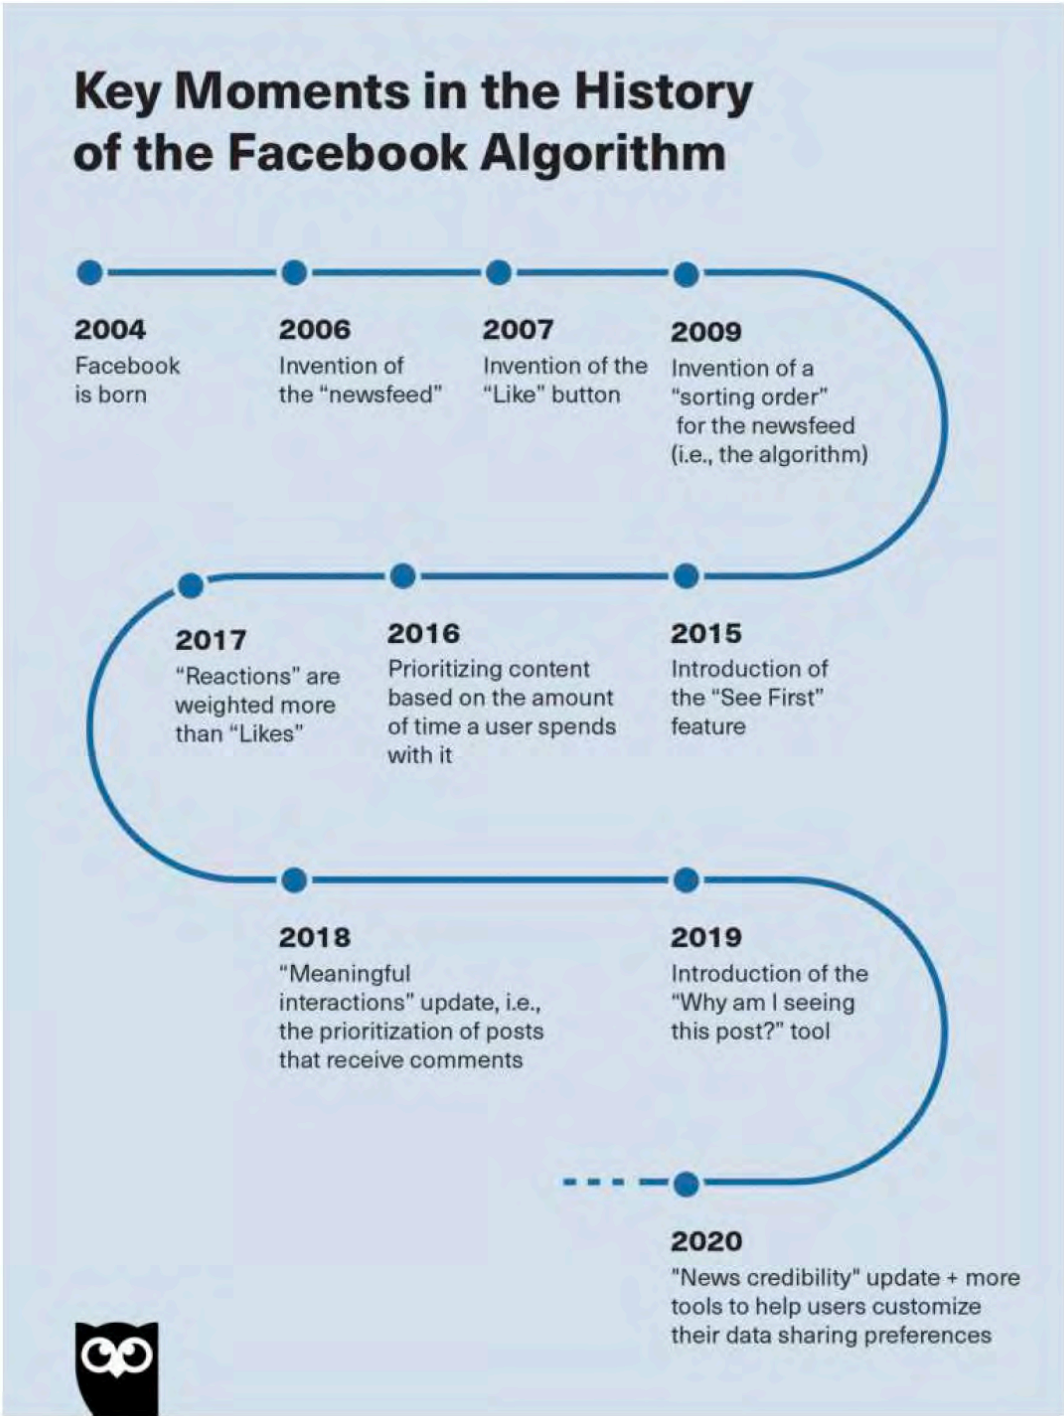 Key Moments in the History
of the Facebook Algorithm
2004
Facebook
is born
2006
Invention of
the “newsfeed”
2007
Invention of the
“Like” button
2009
Invention of a
“sorting order”
for the newsfeed
(i.e., the algorithm)
2015
Introduction of
the “See First”
feature
2016
Prioritizing content
based on the amount
of time a user spends
with it
2017
“Reactions” are
weighted more
than “Likes”
2018
“Meaningful
interactions” update, i.e.,
the prioritization of posts
that receive comments
2019
Introduction of the
“Why am I seeing
this post?” tool
2020
"News credibility" update + more
tools to help users customize
their data sharing preferences